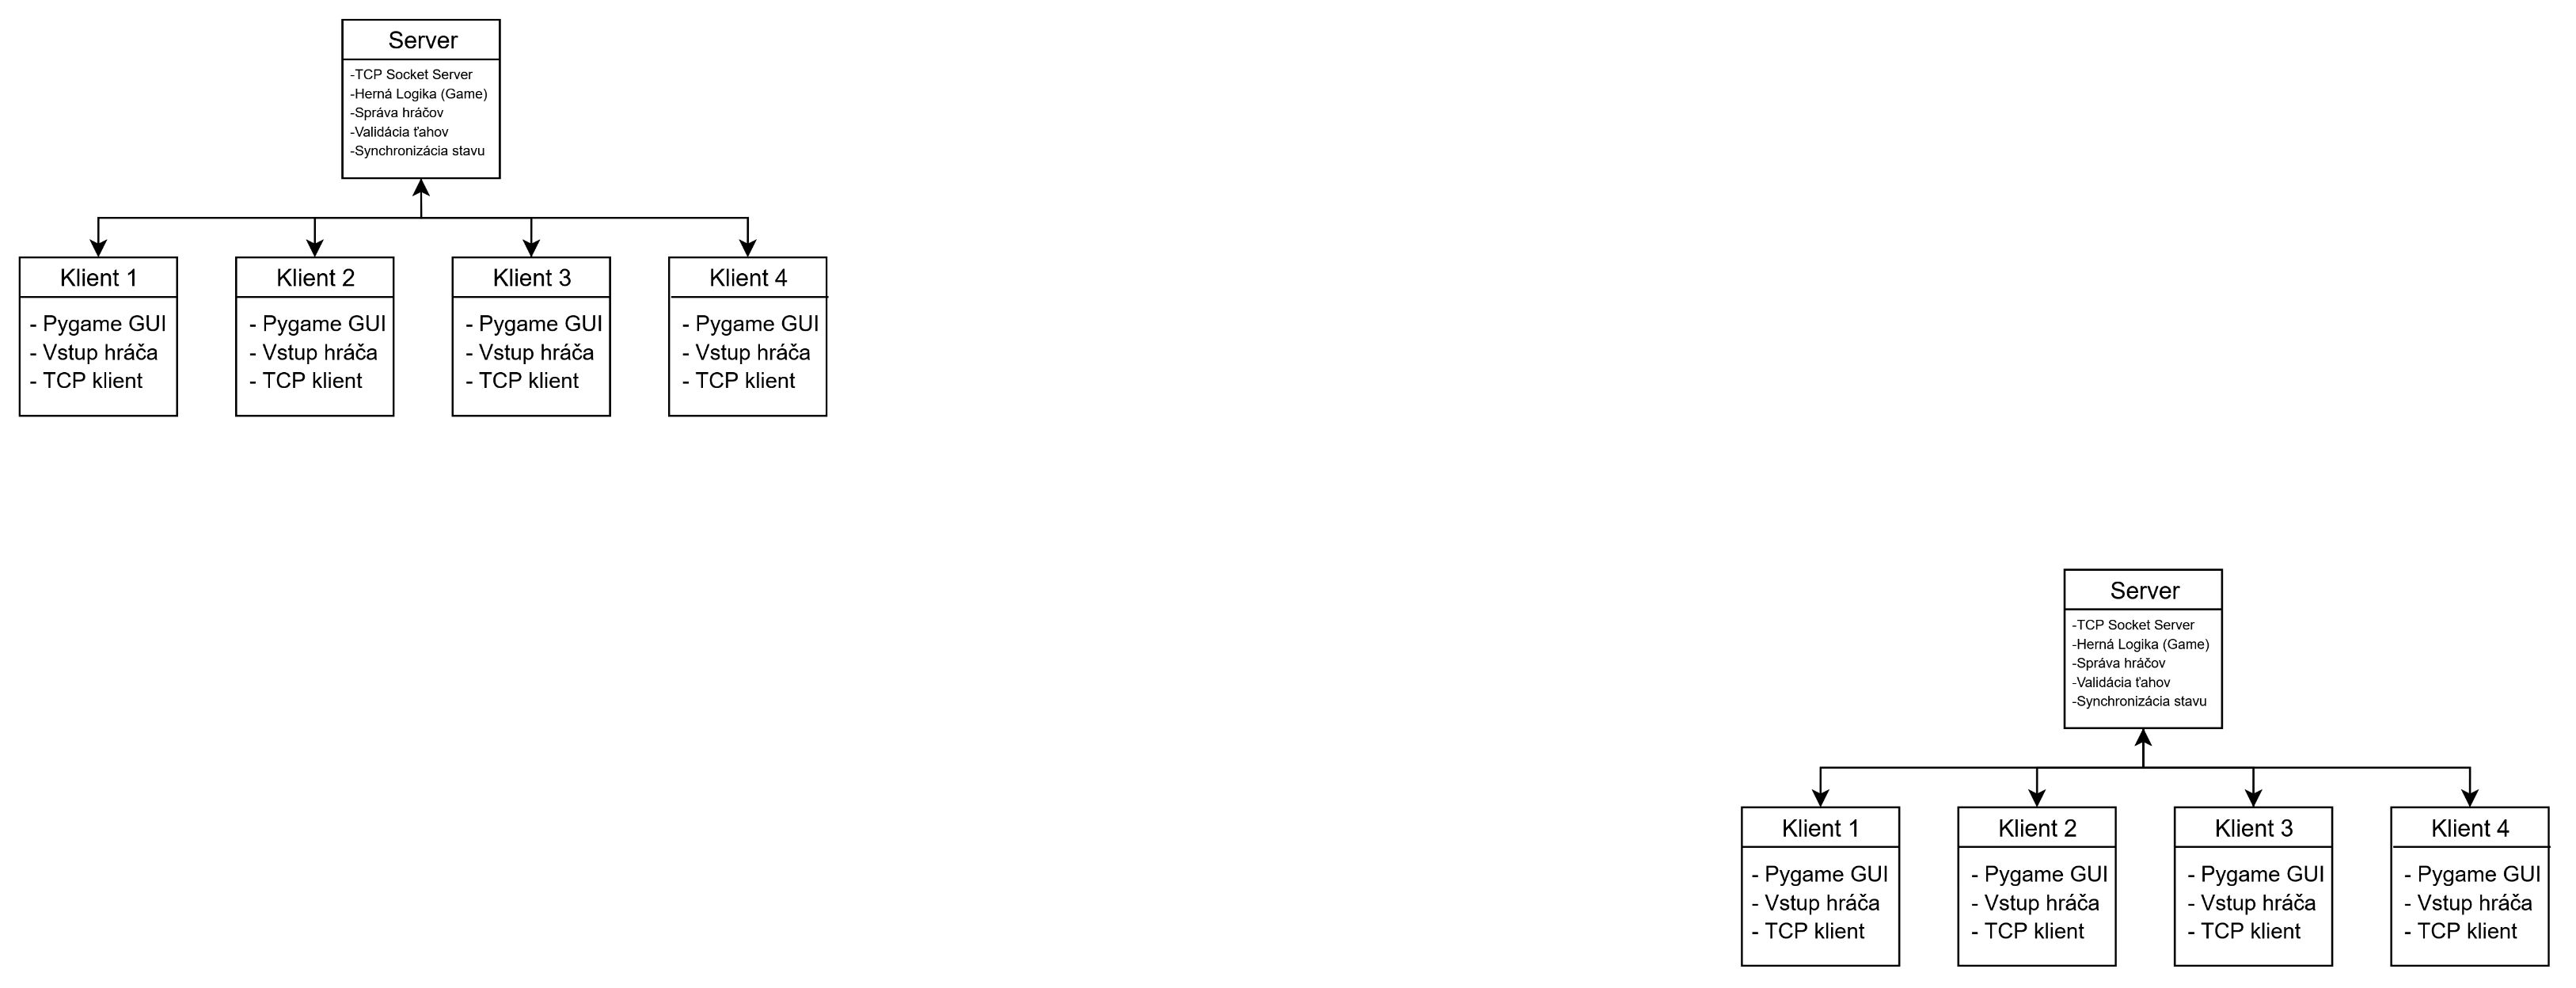 Server
-TCP Socket Server
-Herná Logika (Game)
-Správa hráčov
-Validácia ťahov
-Synchronizácia stavu
Klient 1
- Pygame GUI
- Vstup hráča
- TCP klient
Klient 2
- Pygame GUI
- Vstup hráča
- TCP klient
Klient 3
- Pygame GUI
- Vstup hráča
- TCP klient
Klient 4
- Pygame GUI
- Vstup hráča
- TCP klient
Server
-TCP Socket Server
-Herná Logika (Game)
-Správa hráčov
-Validácia ťahov
-Synchronizácia stavu
Klient 1
- Pygame GUI
- Vstup hráča
- TCP klient
Klient 2
- Pygame GUI
- Vstup hráča
- TCP klient
Klient 3
- Pygame GUI
- Vstup hráča
- TCP klient
Klient 4
- Pygame GUI
- Vstup hráča
- TCP klient